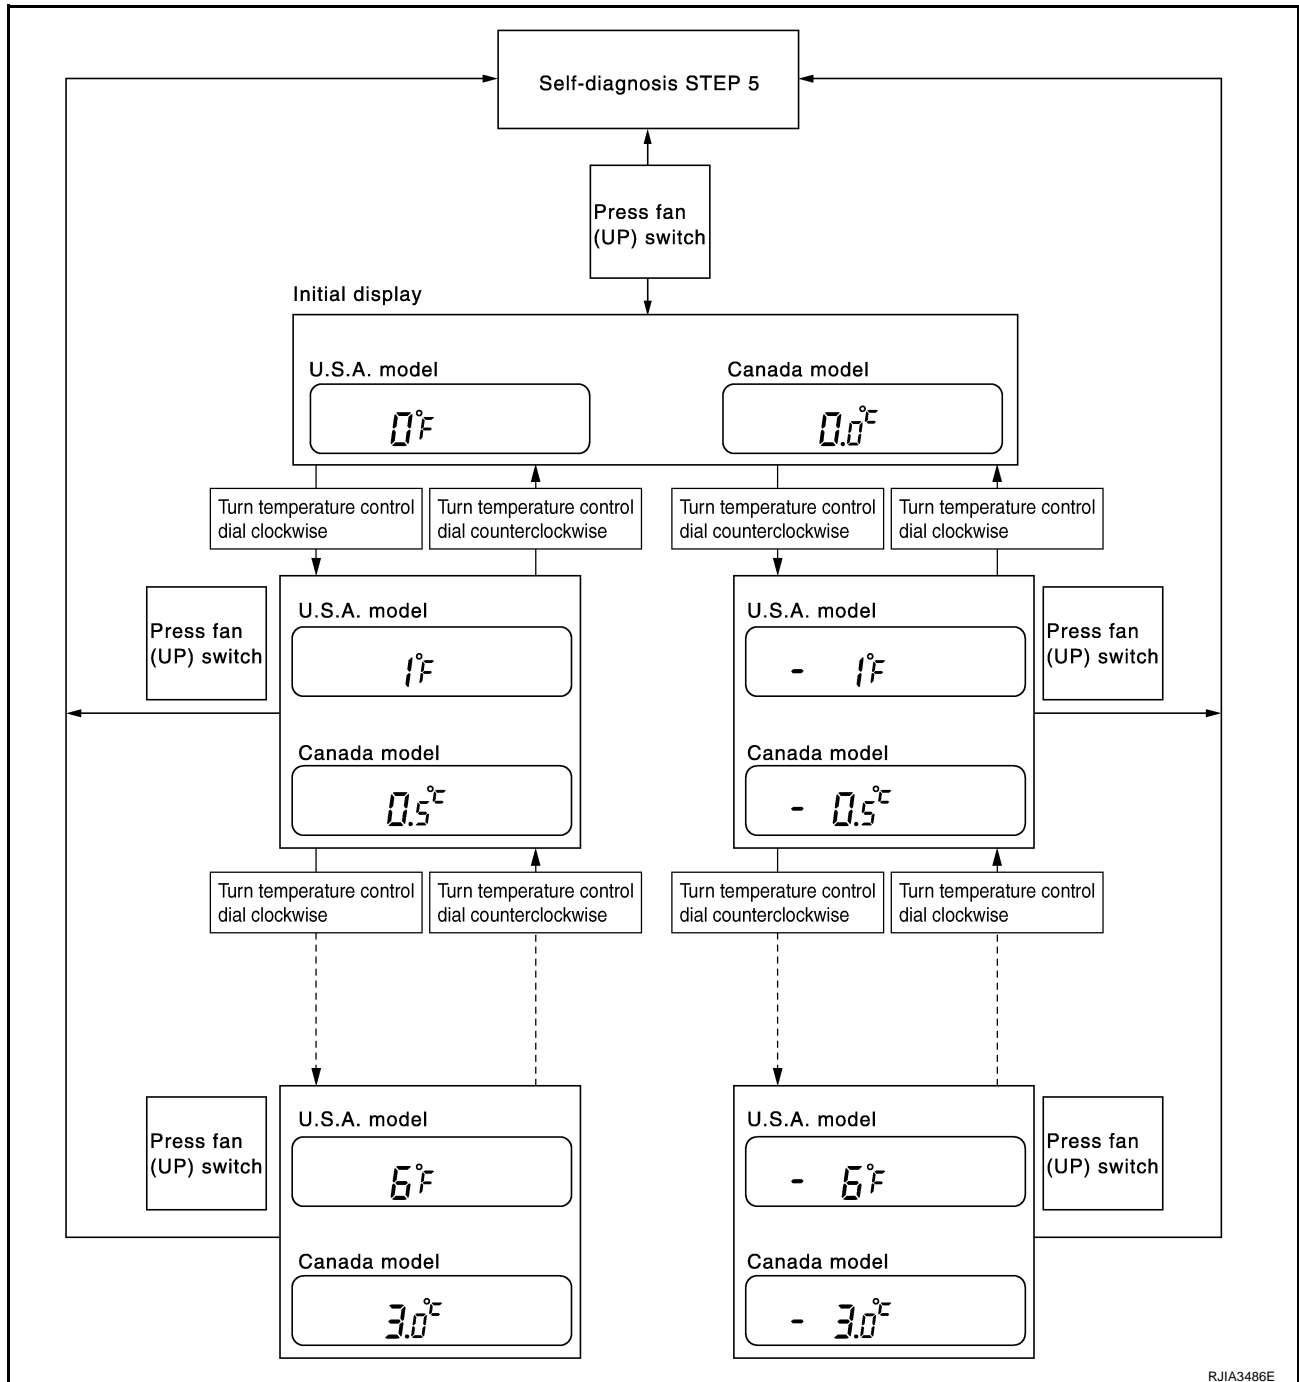 Self-diagnosis STEP 5
Press fan
(UP) switch
Initial display
U.S.A. model
Canada model
0°F
0.0°C
Turn temperature control
dial clockwise
Turn temperature control
dial counterclockwise
Turn temperature control
dial counterclockwise
Turn temperature control
dial clockwise
Press fan
(UP) switch
U.S.A. model
1°F
Canada model
0.5°C
U.S.A. model
- 1°F
Canada model
- 0.5°C
Press fan
(UP) switch
Turn temperature control
dial clockwise
Turn temperature control
dial counterclockwise
Turn temperature control
dial counterclockwise
Turn temperature control
dial clockwise
Press fan
(UP) switch
U.S.A. model
6°F
Canada model
3.0°C
U.S.A. model
- 6°F
Canada model
- 3.0°C
Press fan
(UP) switch
RJIA3486E